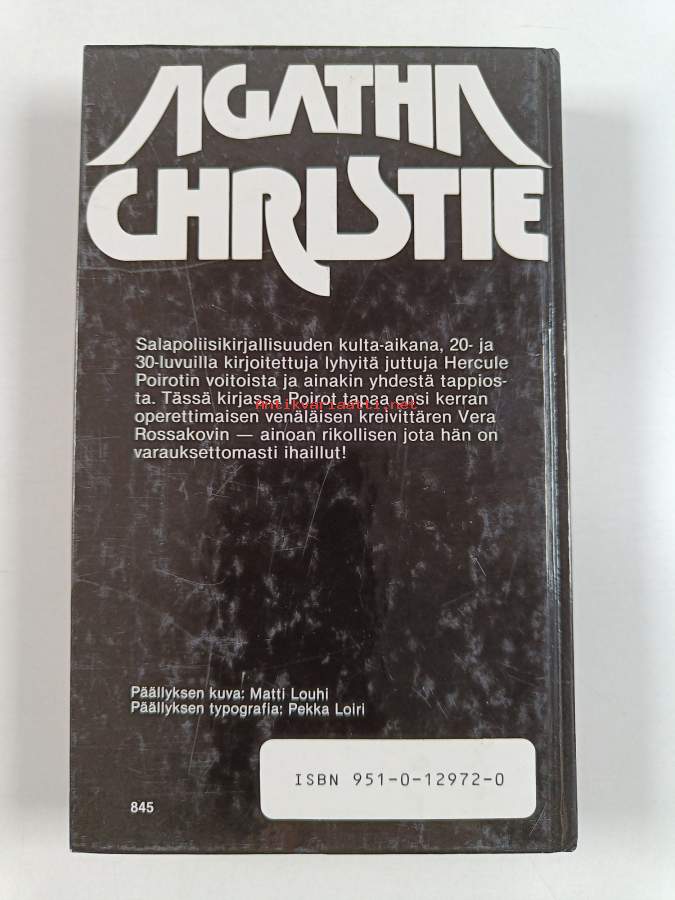 AGATHA
CHRISTIE
Salapoliisikirjallisuuden kulta-aikana, 20- ja
30-luvuilla kirjoitettuja lyhyitä juttuja Hercule
Poirotin voitoista ja ainakin yhdestä tappios-
ta. Tässä kirjassa Poirot tapaa ensi kerran
Antikvariaatti.net
operettimaisen venäläisen kreivittären Vera
Rossakovin — ainoan rikollisen jota hän on
varauksettomasti ihaillut!
Päällyksen kuva: Matti Louhi
Päällyksen typografia: Pekka Loiri
ISBN 951-0-12972-0
845